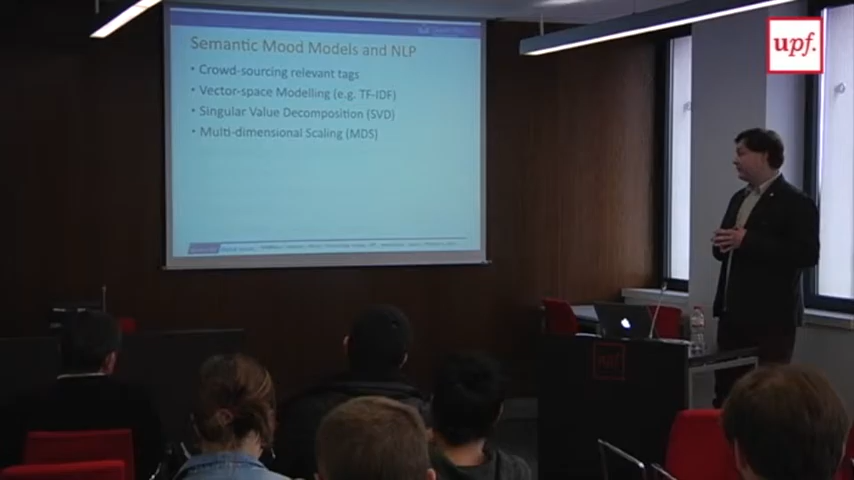 upf.
Semantic Mood Models and NLP
• Crowd-sourcing relevant tags
• Vector-space Modelling (e.g. TF-IDF)
• Singular Value Decomposition (SVD)
• Multi-dimensional Scaling (MDS)
upf